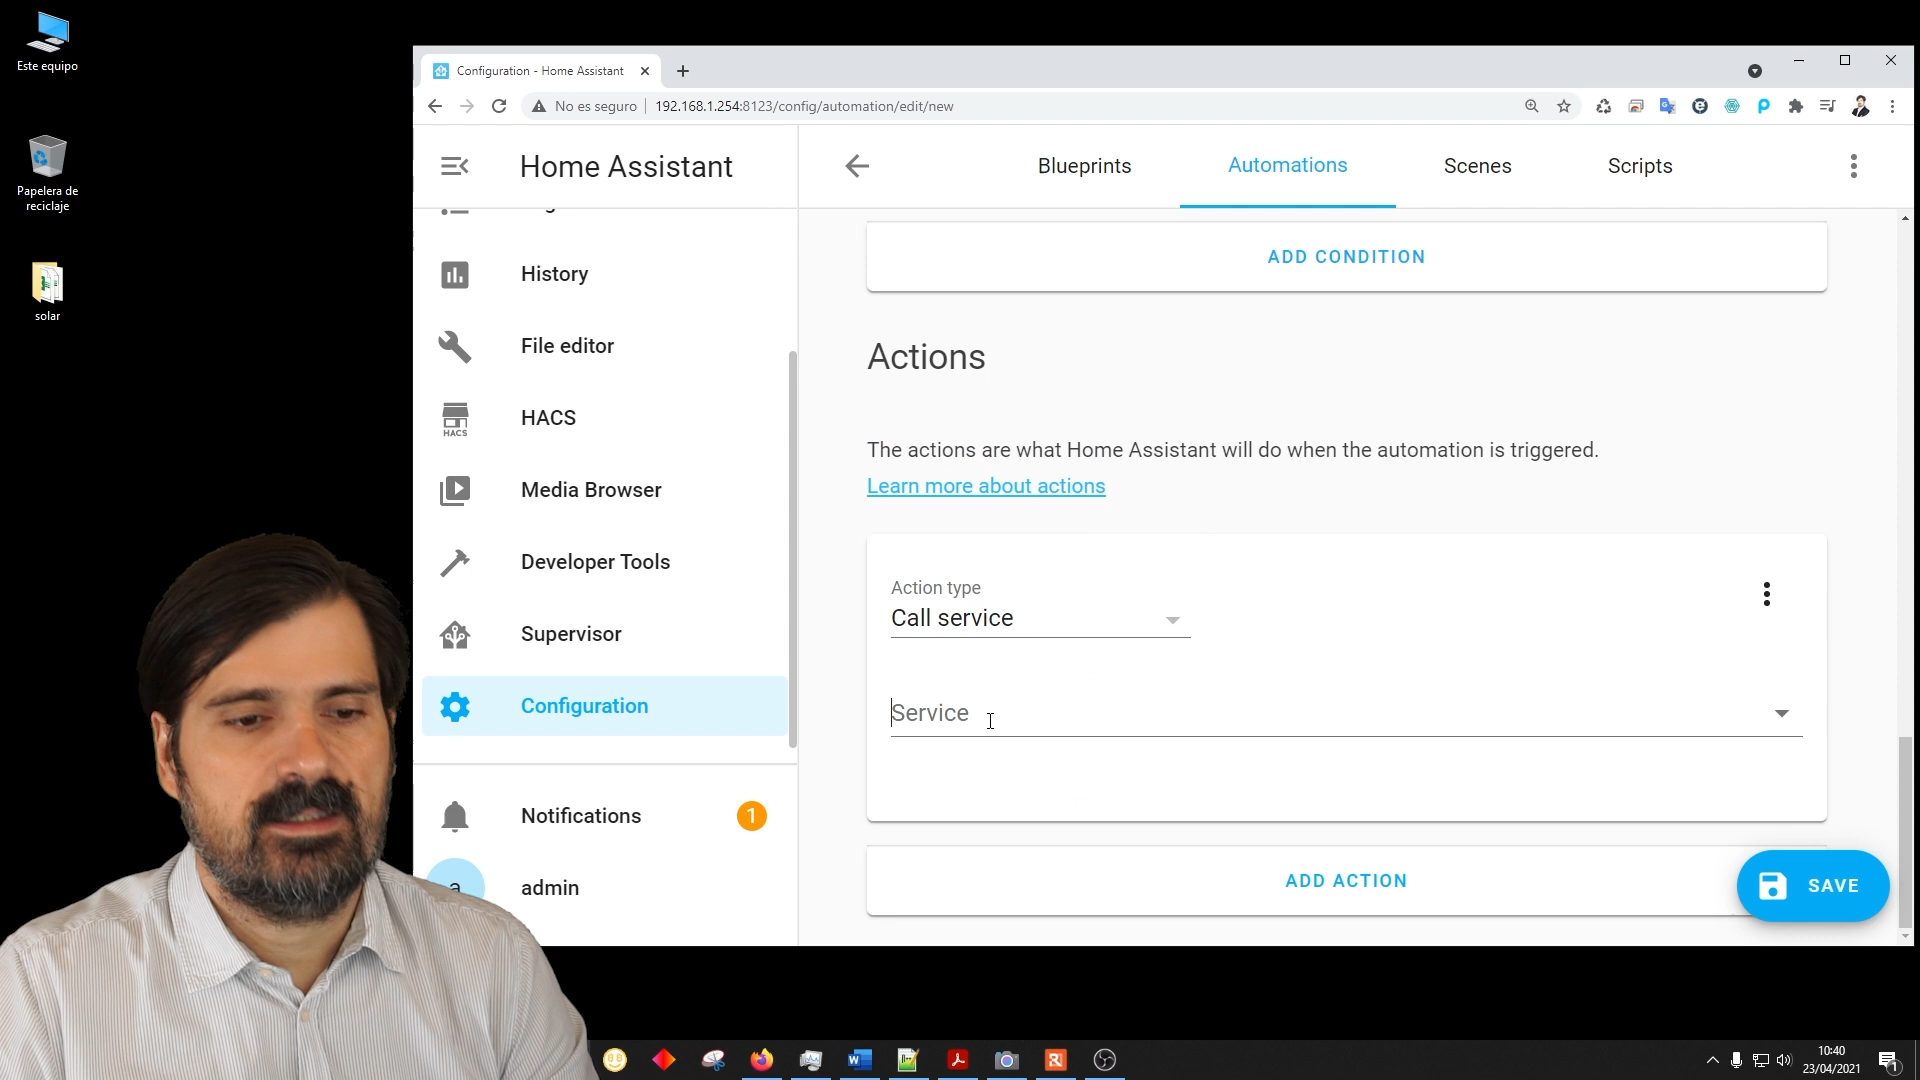 Este equipo
Papelera de
reciclaje
solar
Configuration - Home Assistant
No es seguro
192.168.1.254:8123/config/automation/edit/new
Home Assistant
Blueprints
Automations
Scenes
Scripts
History
File editor
HACS
HACS
Media Browser
Developer Tools
Supervisor
Configuration
Notifications
1
a
admin
ADD CONDITION
Actions
The actions are what Home Assistant will do when the automation is triggered.
Learn more about actions
Action type
Call service
Service
ADD ACTION
SAVE
10:40
23/04/2021
1